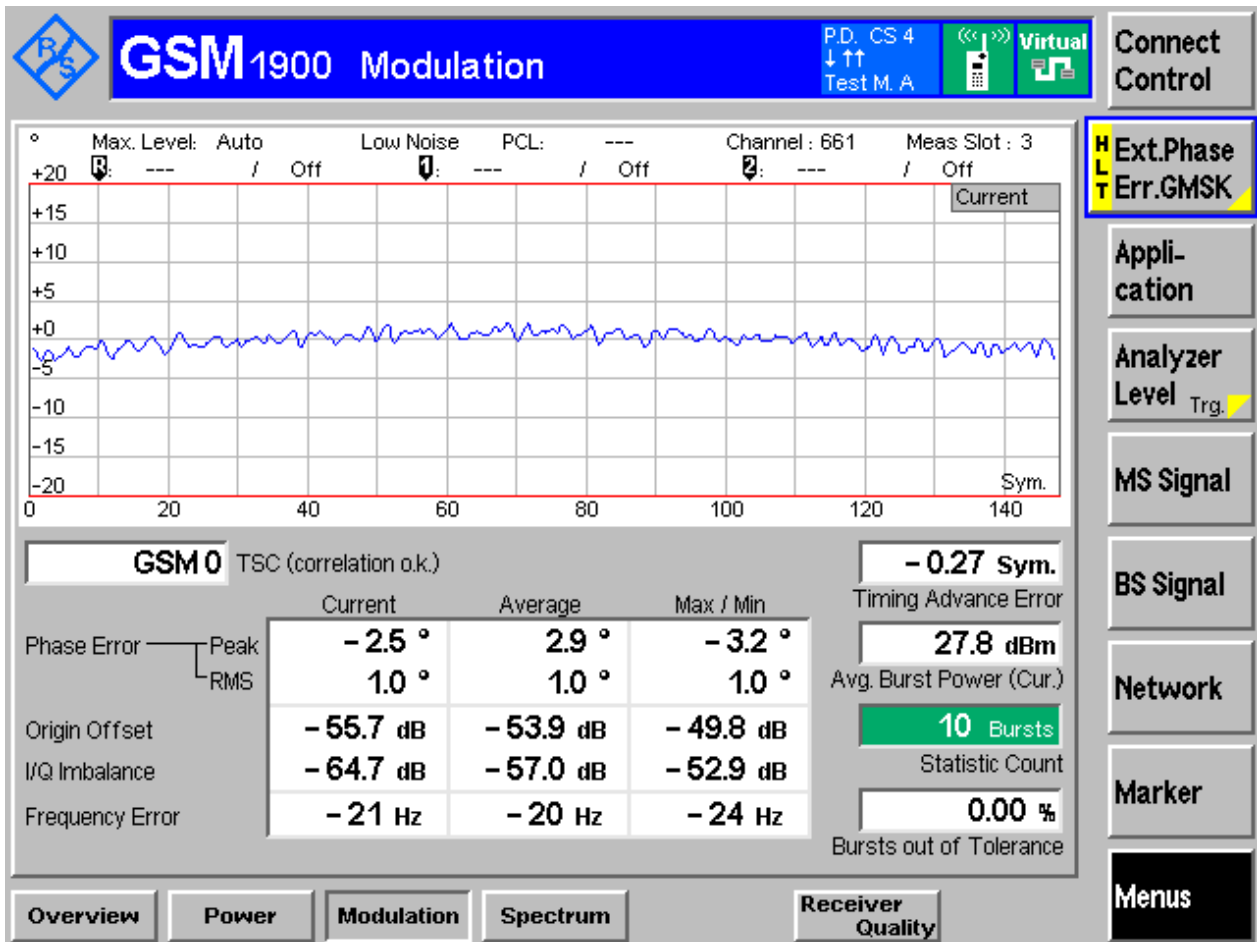 R/S
GSM 1900 Modulation
P.D. CS 4
↓ ↑↑
Test M. A
Virtual
Connect Control
° Max. Level: Auto Low Noise PCL: --- Channel : 661 Meas Slot : 3
R: --- / Off 1: --- / Off 2: --- / Off
Current
+20
+15
+10
+5
+0
-5
-10
-15
-20
Sym.
0 20 40 60 80 100 120 140
GSM 0 TSC (correlation o.k.)
Current Average Max / Min
Phase Error Peak - 2.5 ° 2.9 ° - 3.2 °
RMS 1.0 ° 1.0 ° 1.0 °
Origin Offset - 55.7 dB - 53.9 dB - 49.8 dB
I/Q Imbalance - 64.7 dB - 57.0 dB - 52.9 dB
Frequency Error - 21 Hz - 20 Hz - 24 Hz
- 0.27 Sym.
Timing Advance Error
27.8 dBm
Avg. Burst Power (Cur.)
10 Bursts
Statistic Count
0.00 %
Bursts out of Tolerance
HLT
Ext.Phase
Err.GMSK
Appli-
cation
Analyzer
Level Trg.
MS Signal
BS Signal
Network
Marker
Menus
Overview Power Modulation Spectrum Receiver Quality